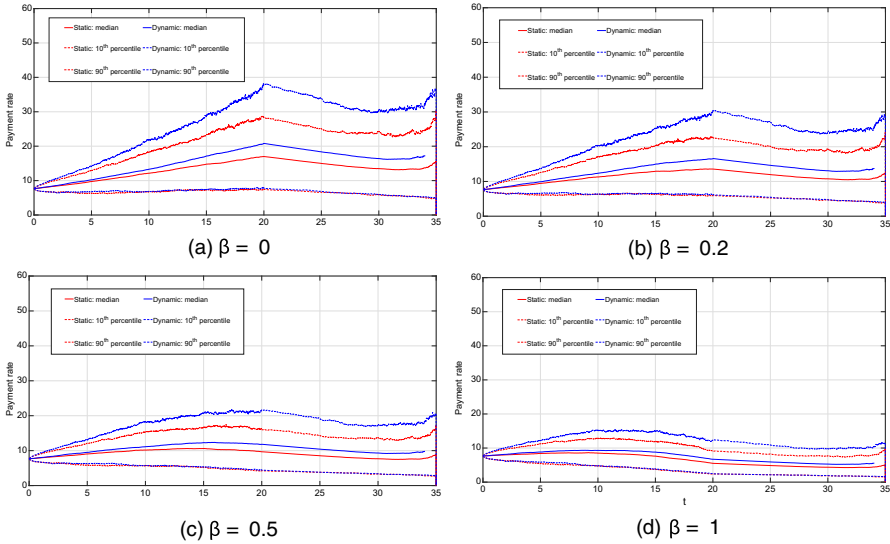 60
50
40
30
20
10
0
Payment rate
Static: median
Dynamic: median
Static: 10th percentile
Dynamic: 10th percentile
Static: 90th percentile
Dynamic: 90th percentile
0 5 10 15 20 25 30 35
(a) β = 0
60
50
40
30
20
10
0
Payment rate
Static: median
Dynamic: median
Static: 10th percentile
Dynamic: 10th percentile
Static: 90th percentile
Dynamic: 90th percentile
0 5 10 15 20 25 30 35
(b) β = 0.2
60
50
40
30
20
10
0
Payment rate
Static: median
Dynamic: median
Static: 10th percentile
Dynamic: 10th percentile
Static: 90th percentile
Dynamic: 90th percentile
0 5 10 15 20 25 30 35
(c) β = 0.5
60
50
40
30
20
10
0
Payment rate
Static: median
Dynamic: median
Static: 10th percentile
Dynamic: 10th percentile
Static: 90th percentile
Dynamic: 90th percentile
0 5 10 15 20 25 30 35
t
(d) β = 1